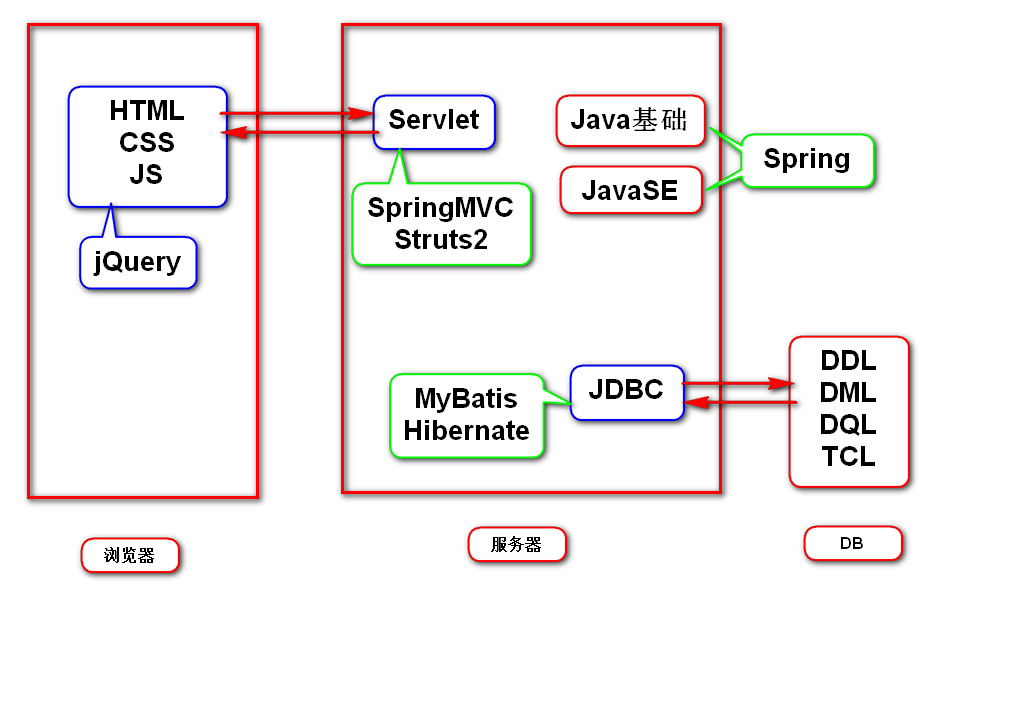 HTML
CSS
JS
jQuery
Servlet
SpringMVC
Struts2
Java基础
JavaSE
Spring
MyBatis
Hibernate
JDBC
DDL
DML
DQL
TCL
浏览器
服务器
DB